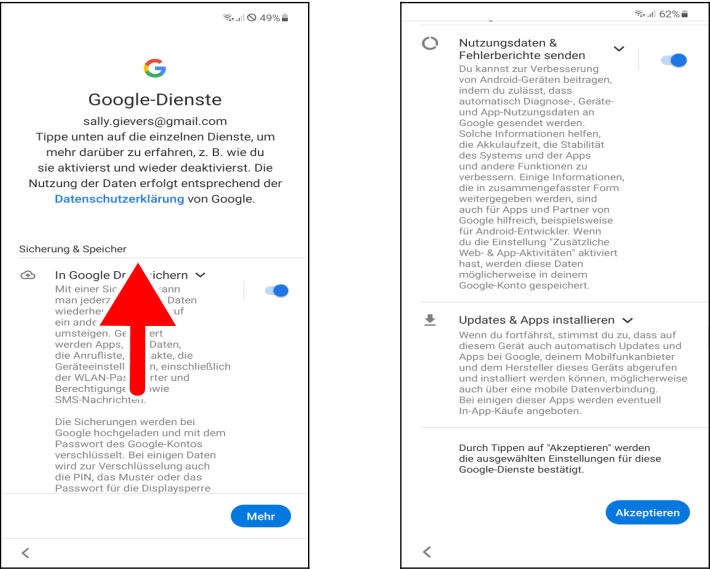 49%
Google-Dienste
sally.gievers@gmail.com
Tippe unten auf die einzelnen Dienste, um
mehr darüber zu erfahren, z. B. wie du
sie aktivierst und wieder deaktivierst. Die
Nutzung der Daten erfolgt entsprechend der
Datenschutzerklärung von Google.
Sicherung & Speicher
In Google Dr ichern
Mit einer Sic ann
man jederz Daten
wiederhe uf
ein ande
umsteigen. Ge ert
werden Apps, Daten,
die Anrufliste, akte, die
Geräteeinstell n, einschließlich
der WLAN-Pas rter und
Berechtigunge owie
SMS-Nachrichten.
Die Sicherungen werden bei
Google hochgeladen und mit dem
Passwort des Google-Kontos
verschlüsselt. Bei einigen Daten
wird zur Verschlüsselung auch
die PIN, das Muster oder das
Passwort für die Displaysperre
Mehr
62%
Nutzungsdaten &
Fehlerberichte senden
Du kannst zur Verbesserung
von Android-Geräten beitragen,
indem du zulässt, dass
automatisch Diagnose-, Geräte-
und App-Nutzungsdaten an
Google gesendet werden.
Solche Informationen helfen,
die Akkulaufzeit, die Stabilität
des Systems und der Apps
und andere Funktionen zu
verbessern. Einige Informationen,
die in zusammengefasster Form
weitergegeben werden, sind
auch für Apps und Partner von
Google hilfreich, beispielsweise
für Android-Entwickler. Wenn
du die Einstellung "Zusätzliche
Web- & App-Aktivitäten" aktiviert
hast, werden diese Daten
möglicherweise in deinem
Google-Konto gespeichert.
Updates & Apps installieren
Wenn du fortfährst, stimmst du zu, dass auf
diesem Gerät auch automatisch Updates und
Apps bei Google, deinem Mobilfunkanbieter
und dem Hersteller dieses Geräts abgerufen
und installiert werden können, möglicherweise
auch über eine mobile Datenverbindung.
Bei einigen dieser Apps werden eventuell
In-App-Käufe angeboten.
Durch Tippen auf "Akzeptieren" werden
die ausgewählten Einstellungen für diese
Google-Dienste bestätigt.
Akzeptieren